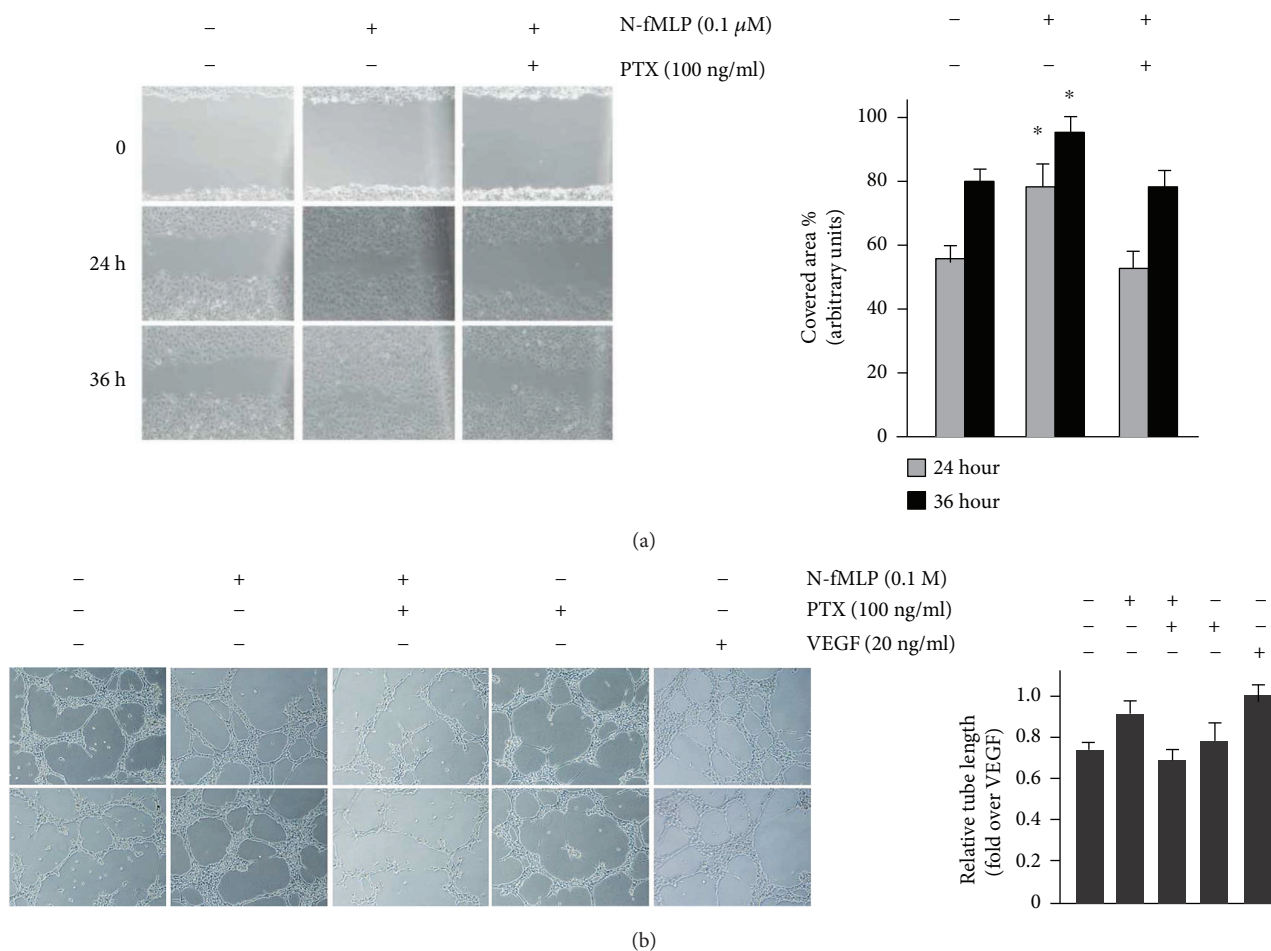 − + + N-fMLP (0.1 μM)
− − + PTX (100 ng/ml)
0
24 h
36 h
− + +
− − +
* *
Covered area %
(arbitrary units)
100
80
60
40
20
0
24 hour
36 hour
(a)
− + + − − N-fMLP (0.1 M)
− − + + − PTX (100 ng/ml)
− − − − + VEGF (20 ng/ml)
− + + − −
− − + + −
− − − − +
Relative tube length
(fold over VEGF)
1.0
0.8
0.6
0.4
0.2
0
(b)